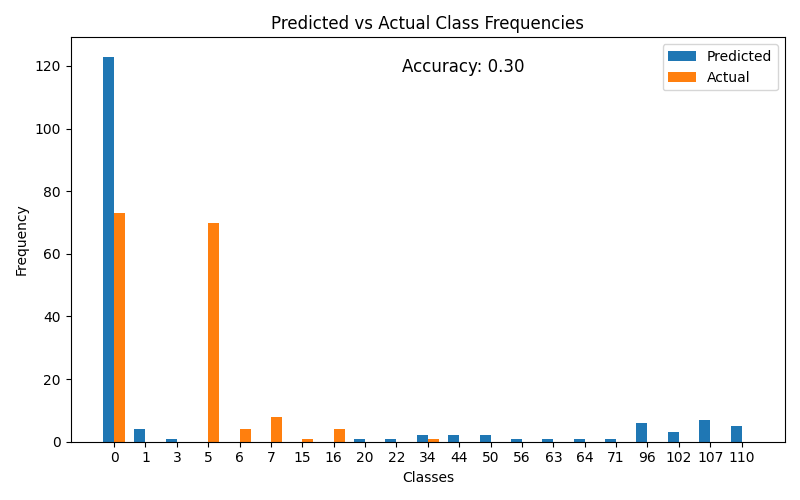 Predicted vs Actual Class Frequencies
Accuracy: 0.30
Predicted
Actual
120
100
80
60
40
20
0
Frequency
0 1 3 5 6 7 15 16 20 22 34 44 50 56 63 64 71 96 102 107 110
Classes